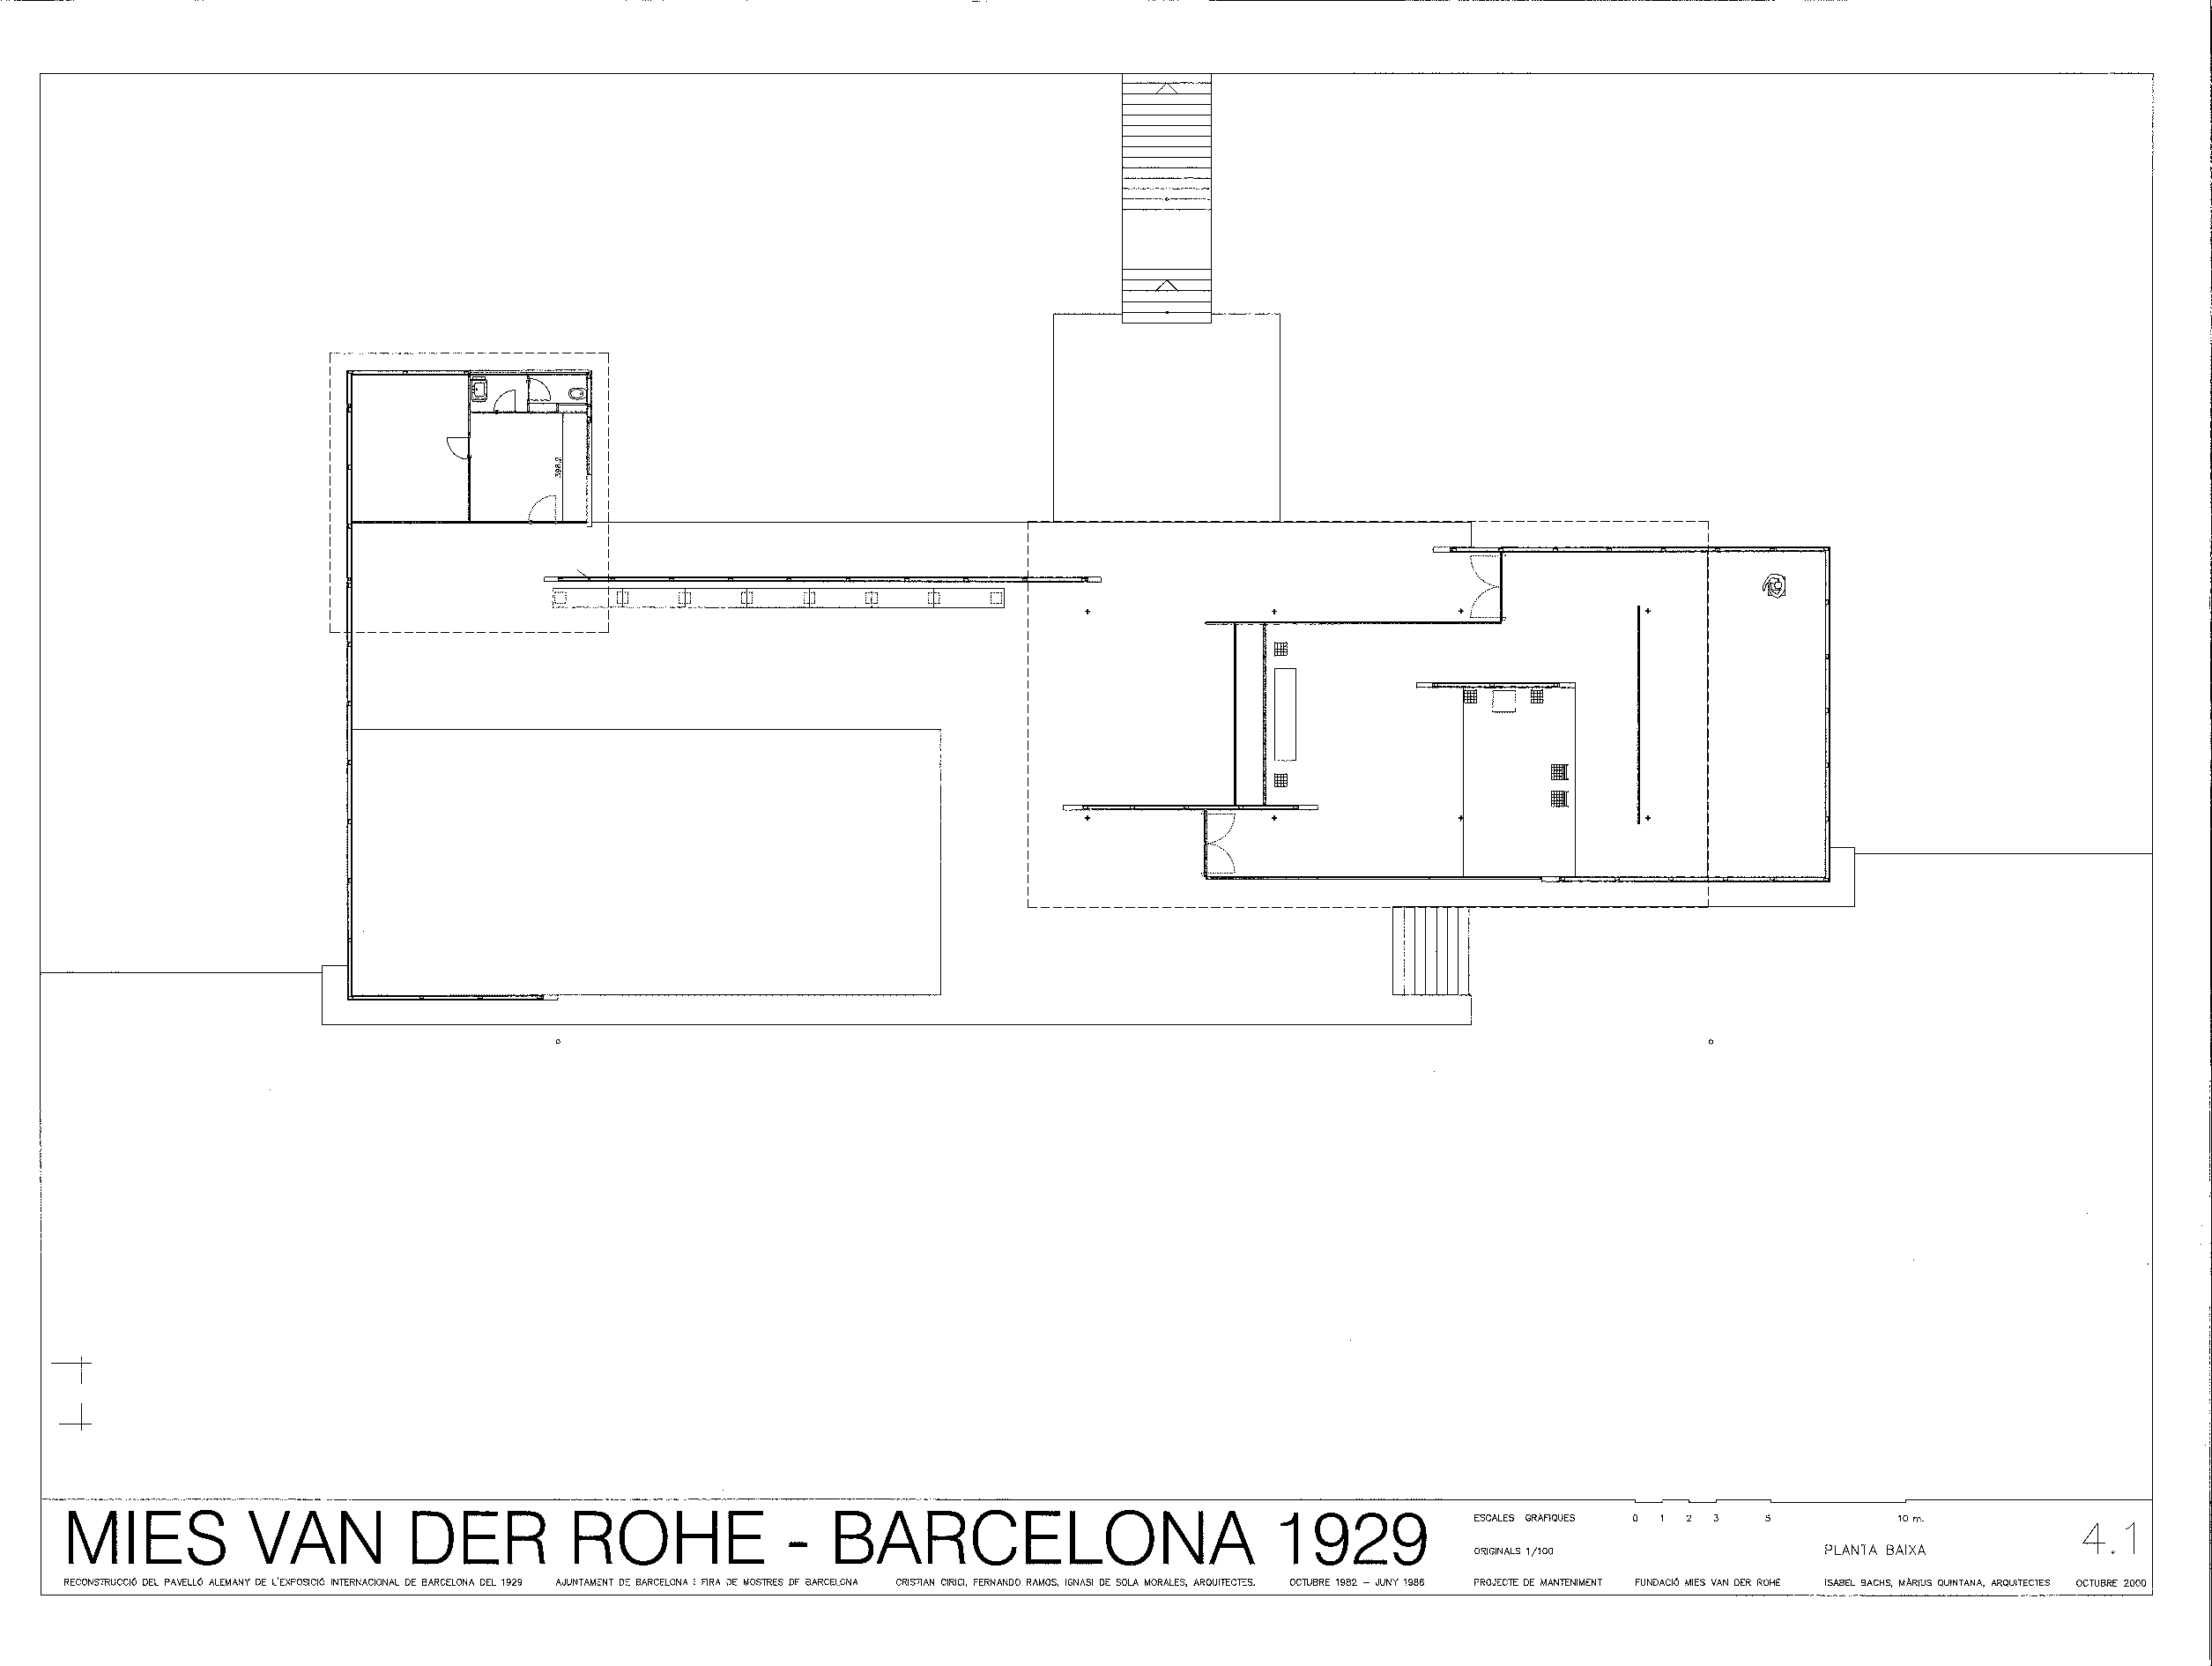 398.2
MIES VAN DER ROHE - BARCELONA 1929
RECONSTRUCCIÓ DEL PAVELLÓ ALEMANY DE L'EXPOSICIÓ INTERNACIONAL DE BARCELONA DEL 1929
AJUNTAMENT DE BARCELONA I FIRA DE MOSTRES DE BARCELONA
CRISTIAN CIRICI, FERNANDO RAMOS, IGNASI DE SOLA MORALES, ARQUITECTES.
OCTUBRE 1982 - JUNY 1986
ESCALES GRÀFIQUES
0 1 2 3 5 10 m.
ORIGINALS 1/100
PLANTA BAIXA
4.1
PROJECTE DE MANTENIMENT
FUNDACIÓ MIES VAN DER ROHE
ISABEL BACHS, MÀRIUS QUINTANA, ARQUITECTES
OCTUBRE 2000